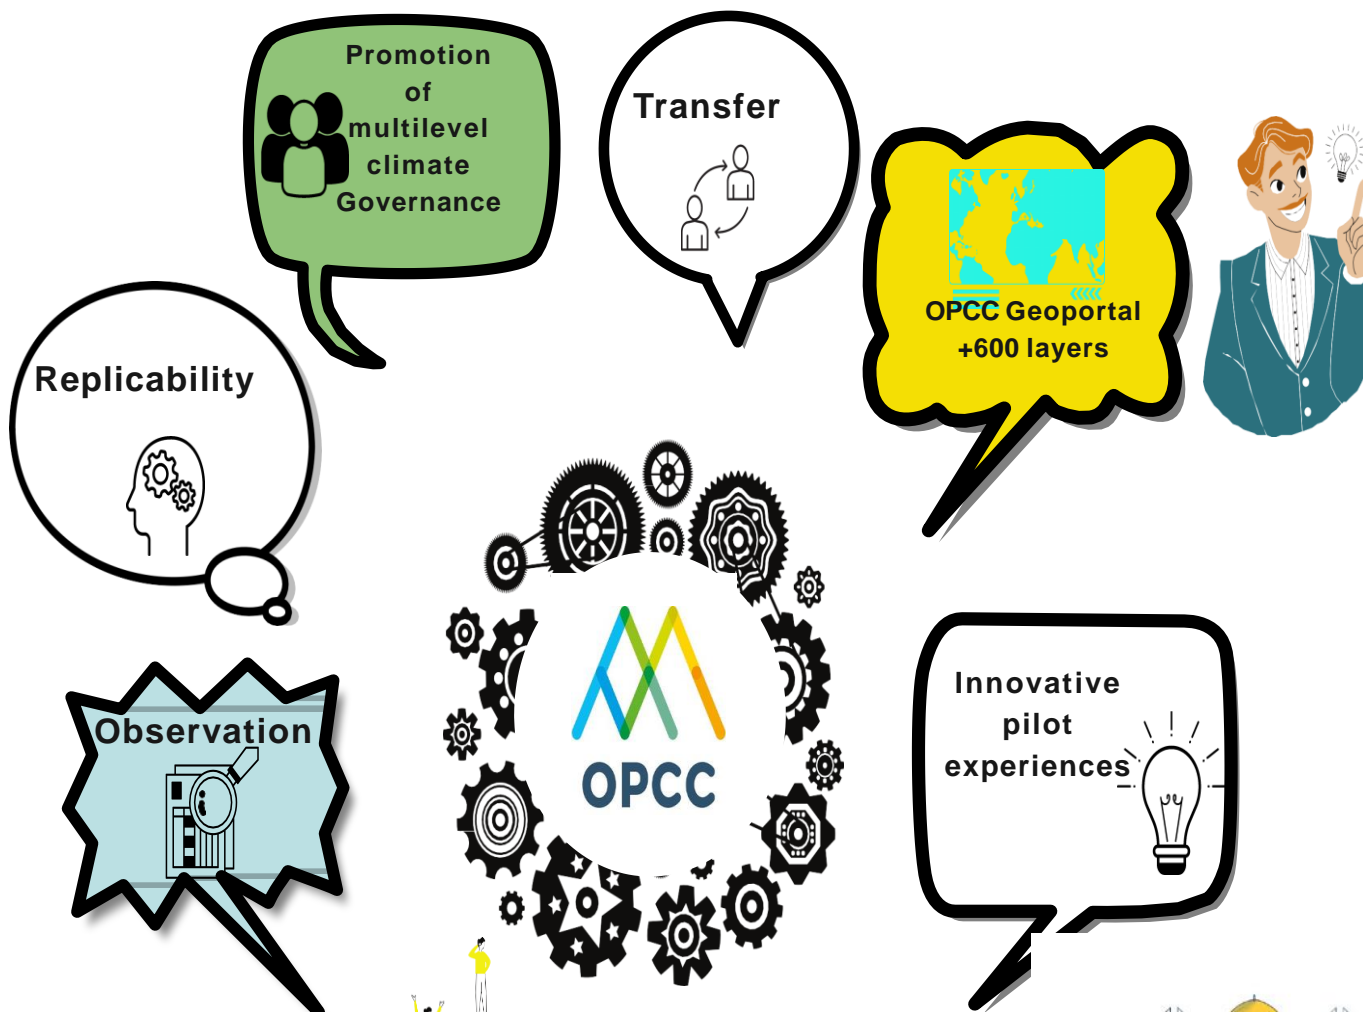 Promotion
of
multilevel
climate
Governance
Transfer
OPCC Geoportal
+600 layers
Replicability
Observation
OPCC
Innovative
pilot
experiences